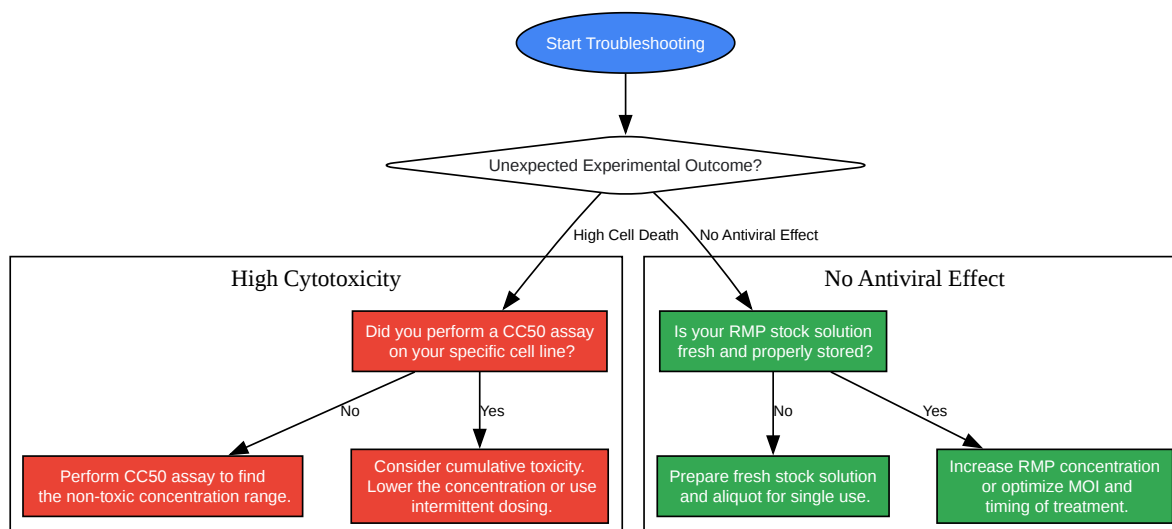 Start Troubleshooting
Unexpected Experimental Outcome?
High Cell Death
No Antiviral Effect
High Cytotoxicity
Did you perform a CC50 assay
on your specific cell line?
No
Yes
Perform CC50 assay to find
the non-toxic concentration range.
Consider cumulative toxicity.
Lower the concentration or use
intermittent dosing.
No Antiviral Effect
Is your RMP stock solution
fresh and properly stored?
No
Yes
Prepare fresh stock solution
and aliquot for single use.
Increase RMP concentration
or optimize MOI and
timing of treatment.